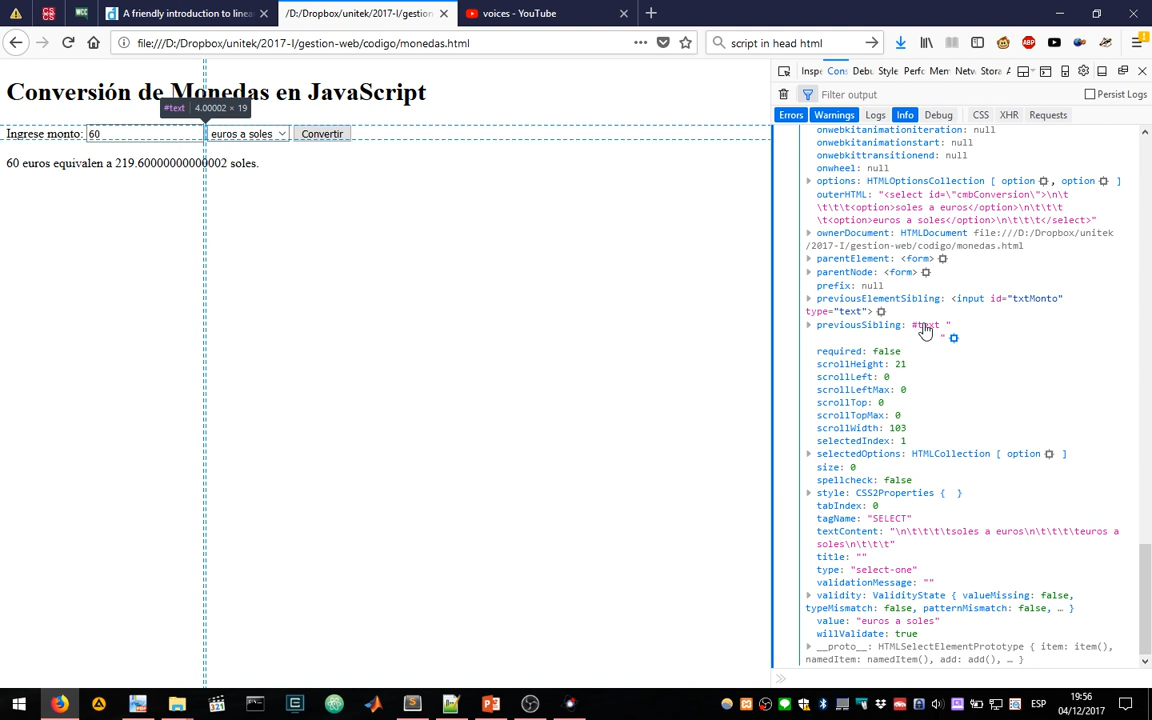 A friendly introduction to linea
/D:/Dropbox/unitek/2017-I/gestion
voices - YouTube
file:///D:/Dropbox/unitek/2017-I/gestion-web/codigo/monedas.html
script in head html
Conversión de Monedas en JavaScript
#text 4.00002 × 19
Ingrese monto: 60 euros a soles Convertir
60 euros equivalen a 219.60000000000002 soles.
Inspe Cons Debu Style Perfo Mem Netw Stora A
Filter output
Persist Logs
Errors Warnings Logs Info Debug CSS XHR Requests
onwebkitanimationiteration: null
onwebkitanimationstart: null
onwebkittransitionend: null
onwheel: null
options: HTMLOptionsCollection [ option , option ]
outerHTML: "<select id=\"cmbConversion\">\n\t
\t\t\t<option>soles a euros</option>\n\t\t\t
\t<option>euros a soles</option>\n\t\t\t</select>"
ownerDocument: HTMLDocument file:///D:/Dropbox/unitek
/2017-I/gestion-web/codigo/monedas.html
parentElement: <form>
parentNode: <form>
prefix: null
previousElementSibling: <input id="txtMonto"
type="text">
previousSibling: #text "
"
required: false
scrollHeight: 21
scrollLeft: 0
scrollLeftMax: 0
scrollTop: 0
scrollTopMax: 0
scrollWidth: 103
selectedIndex: 1
selectedOptions: HTMLCollection [ option ]
size: 0
spellcheck: false
style: CSS2Properties { }
tabIndex: 0
tagName: "SELECT"
textContent: "\n\t\t\t\tsoles a euros\n\t\t\t\teuros a
soles\n\t\t\t"
title: ""
type: "select-one"
validationMessage: ""
validity: ValidityState { valueMissing: false,
typeMismatch: false, patternMismatch: false, … }
value: "euros a soles"
willValidate: true
__proto__: HTMLSelectElementPrototype { item: item(),
namedItem: namedItem(), add: add(), … }
ESP
19:56
04/12/2017